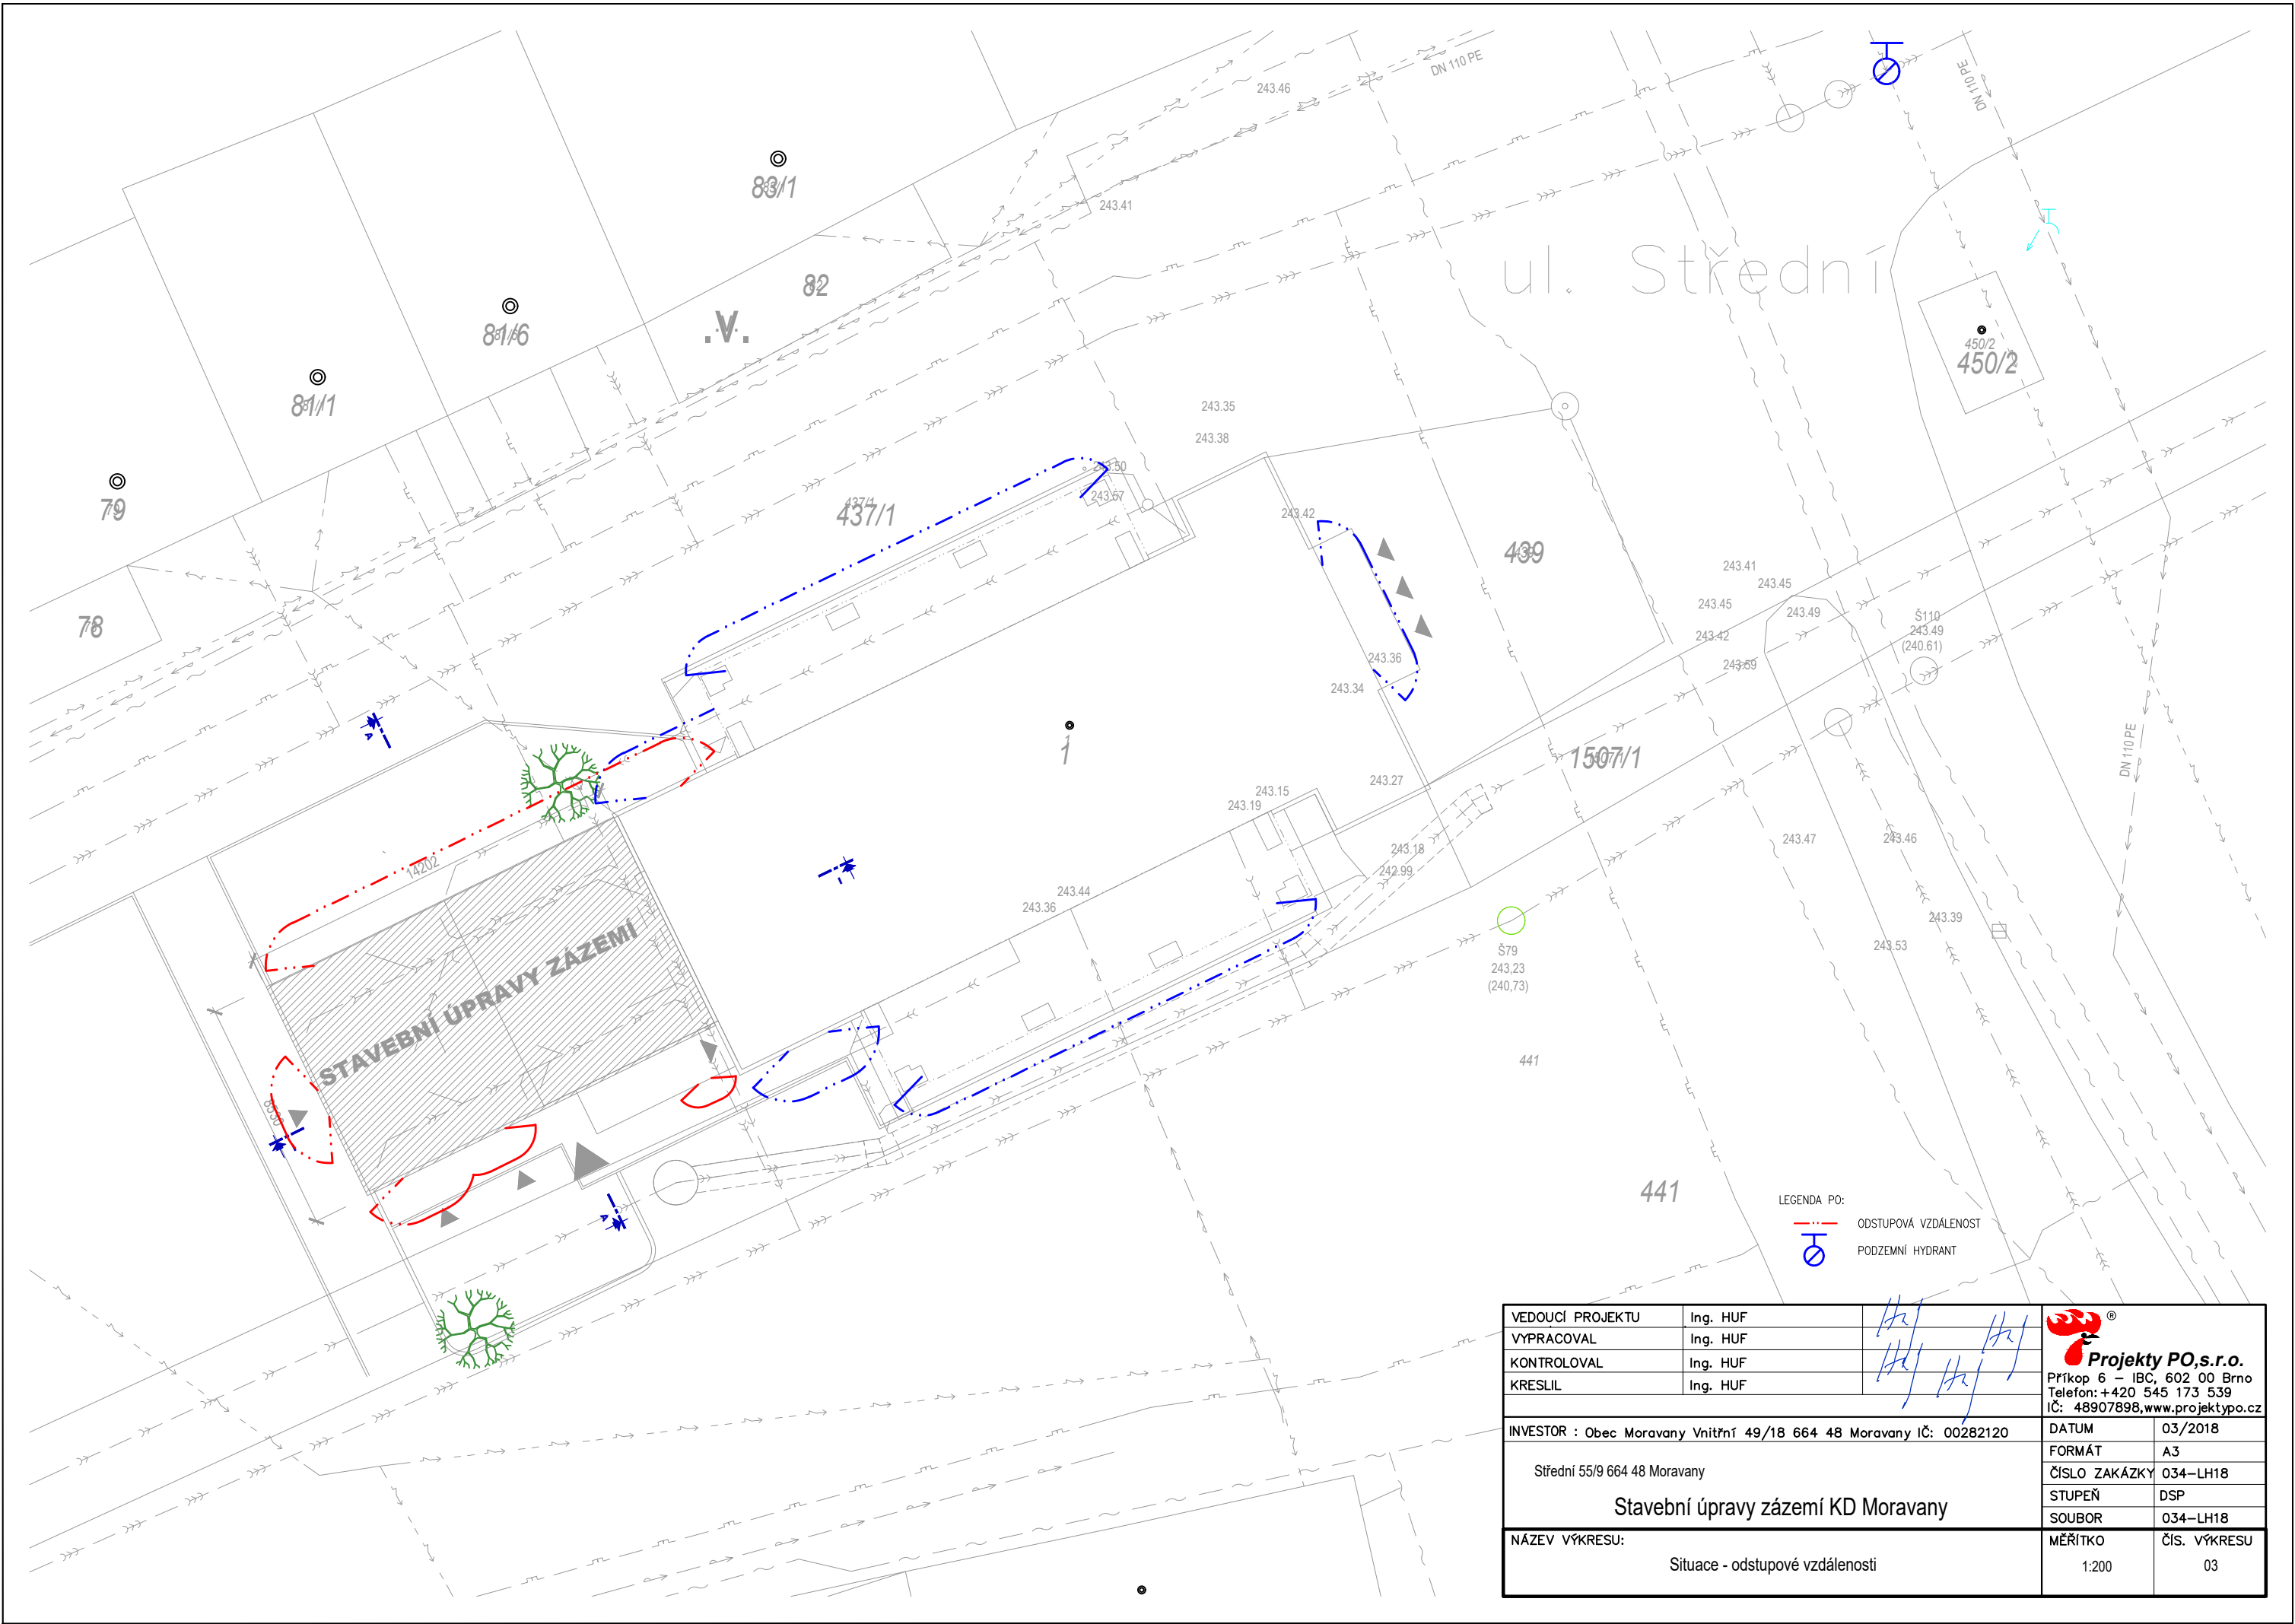 DN 110 PE
DN 110 PE
243.46
83/1
243.41
ul. Střední
82
81/6
.V.
450/2
450/2
81/1
243.35
243.38
79
243.50
243.57
437/1
437/1
243.42
439
78
243.41
243.45
243.45
243.49
243.42
243.59
Š110
243.49
(240.61)
243.36
243.34
1
1507/1
DN 110 PE
243.27
243.15
243.19
243.47
243.46
243.18
242.99
14202
243.44
243.36
243.39
243.53
Š79
243,23
(240,73)
STAVEBNÍ ÚPRAVY ZÁZEMÍ
441
441
LEGENDA PO:
ODSTUPOVÁ VZDÁLENOST
PODZEMNÍ HYDRANT
VEDOUCÍ PROJEKTU Ing. HUF
VYPRACOVAL Ing. HUF
KONTROLOVAL Ing. HUF
KRESLIL Ing. HUF
®
Projekty PO,s.r.o.
Příkop 6 – IBC, 602 00 Brno
Telefon: +420 545 173 539
IČ: 48907898,www.projektypo.cz
INVESTOR : Obec Moravany Vnitřní 49/18 664 48 Moravany IČ: 00282120
Střední 55/9 664 48 Moravany
Stavební úpravy zázemí KD Moravany
DATUM 03/2018
FORMÁT A3
ČÍSLO ZAKÁZKY 034–LH18
STUPEŇ DSP
SOUBOR 034–LH18
NÁZEV VÝKRESU:
Situace - odstupové vzdálenosti
MĚŘÍTKO ČÍS. VÝKRESU
1:200 03